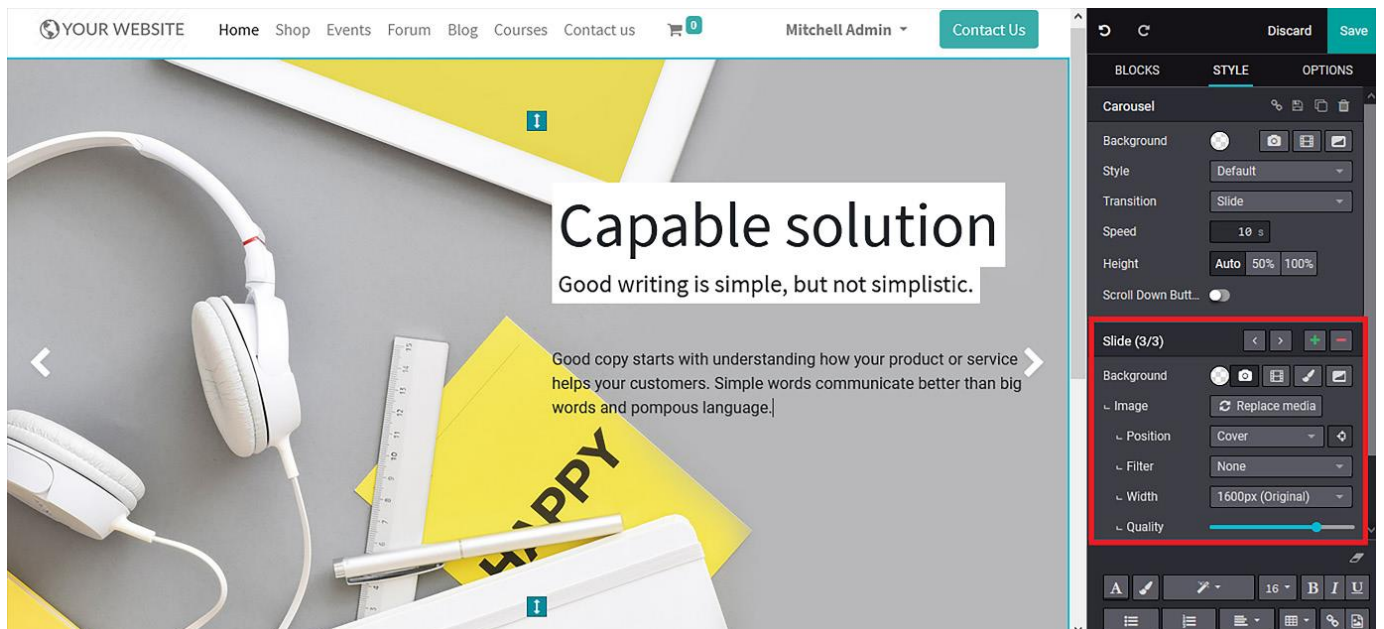 YOUR WEBSITE Home Shop Events Forum Blog Courses Contact us 0 Mitchell Admin Contact Us
Capable solution
Good writing is simple, but not simplistic.
Good copy starts with understanding how your product or service
helps your customers. Simple words communicate better than big
words and pompous language.
HAPPY
Discard Save
BLOCKS STYLE OPTIONS
Carousel
Background
Style Default
Transition Slide
Speed 10 s
Height Auto 50% 100%
Scroll Down Butt...
Slide (3/3)
Background
Image Replace media
Position Cover
Filter None
Width 1600px (Original)
Quality
A 16 B I U